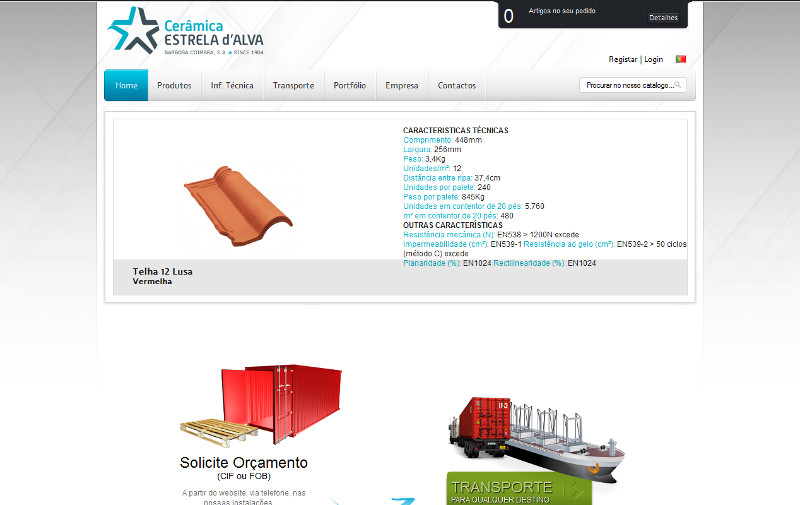 Cerâmica
ESTRELA d'ALVA
BARBOSA COIMBRA, S.A. ★ SINCE 1904
0 Artigos no seu pedido
Detalhes
Registar | Login
Home Produtos Inf. Técnica Transporte Portfólio Empresa Contactos Procurar no nosso catalogo...
CARACTERISTICAS TÉCNICAS
Comprimento: 448mm
Largura: 256mm
Peso: 3,4Kg
Unidades/m²: 12
Distância entre ripa: 37,4cm
Unidades por palete: 240
Peso por palete: 845Kg
Unidades em contentor de 20 pés: 5.760
m² em contentor de 20 pés: 480
OUTRAS CARACTERÍSTICAS
Resistência mecânica (N): EN538 > 1200N excede
Impermeabilidade (cm²): EN539-1 Resistência ao gelo (cm²): EN539-2 > 50 ciclos
(método C) excede
Planaridade (%): EN1024 Rectilinearidade (%): EN1024
Telha 12 Lusa
Vermelha
Solicite Orçamento
(CIF ou FOB)
A partir do website, via telefone, nas
nossas instalações
TRANSPORTE
PARA QUALQUER DESTINO